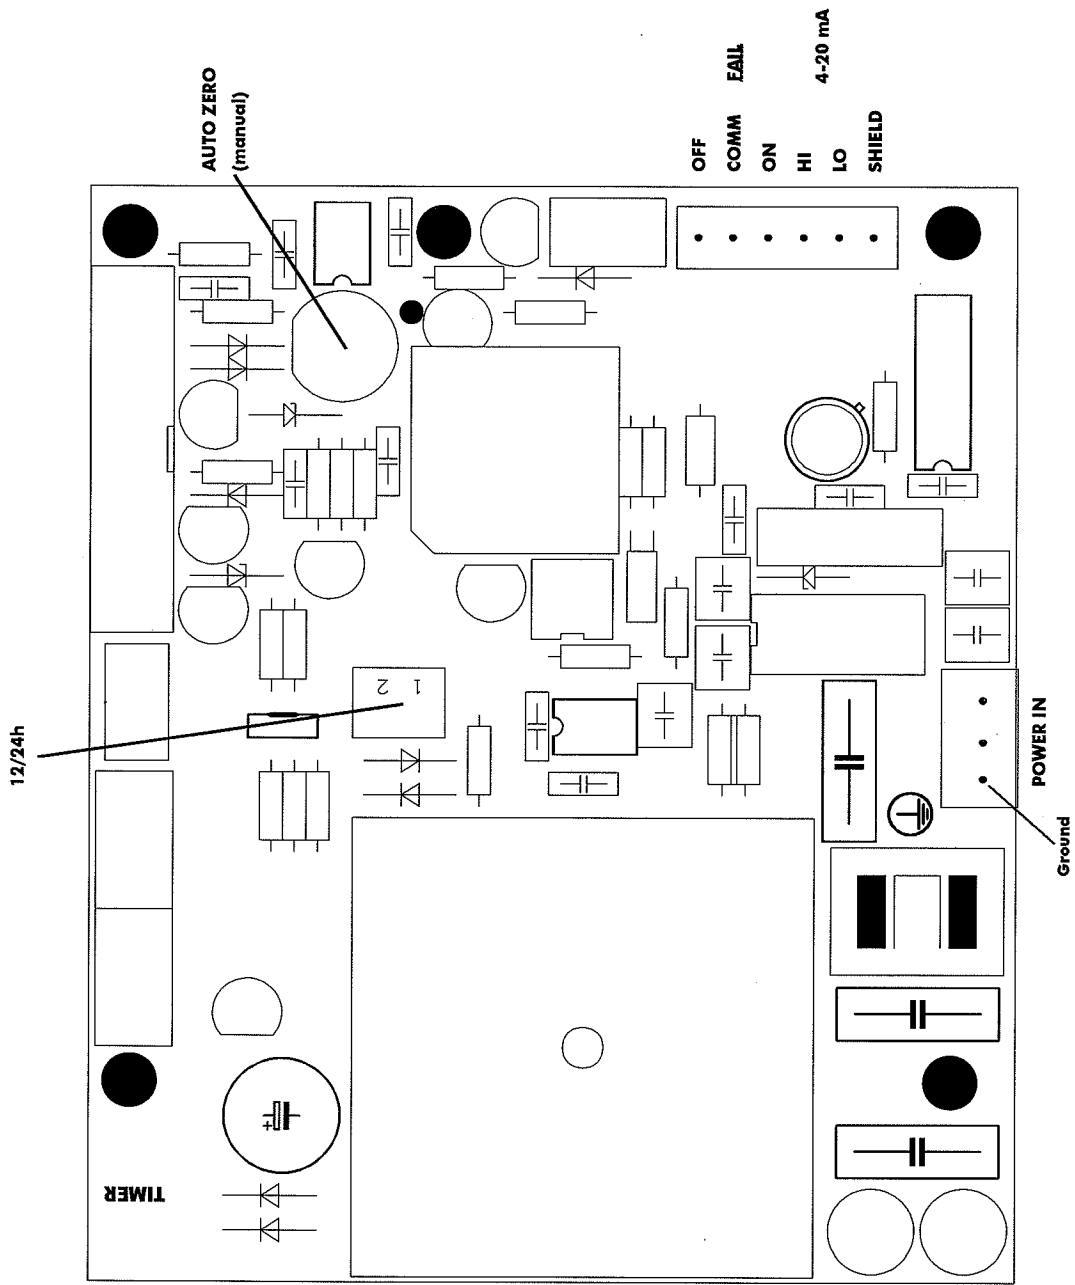 AUTO ZERO
(manual)
FAIL
4-20 mA
OFF
COMM
ON
HI
LO
SHIELD
12/24h
1 2
POWER IN
Ground
TIMER
+